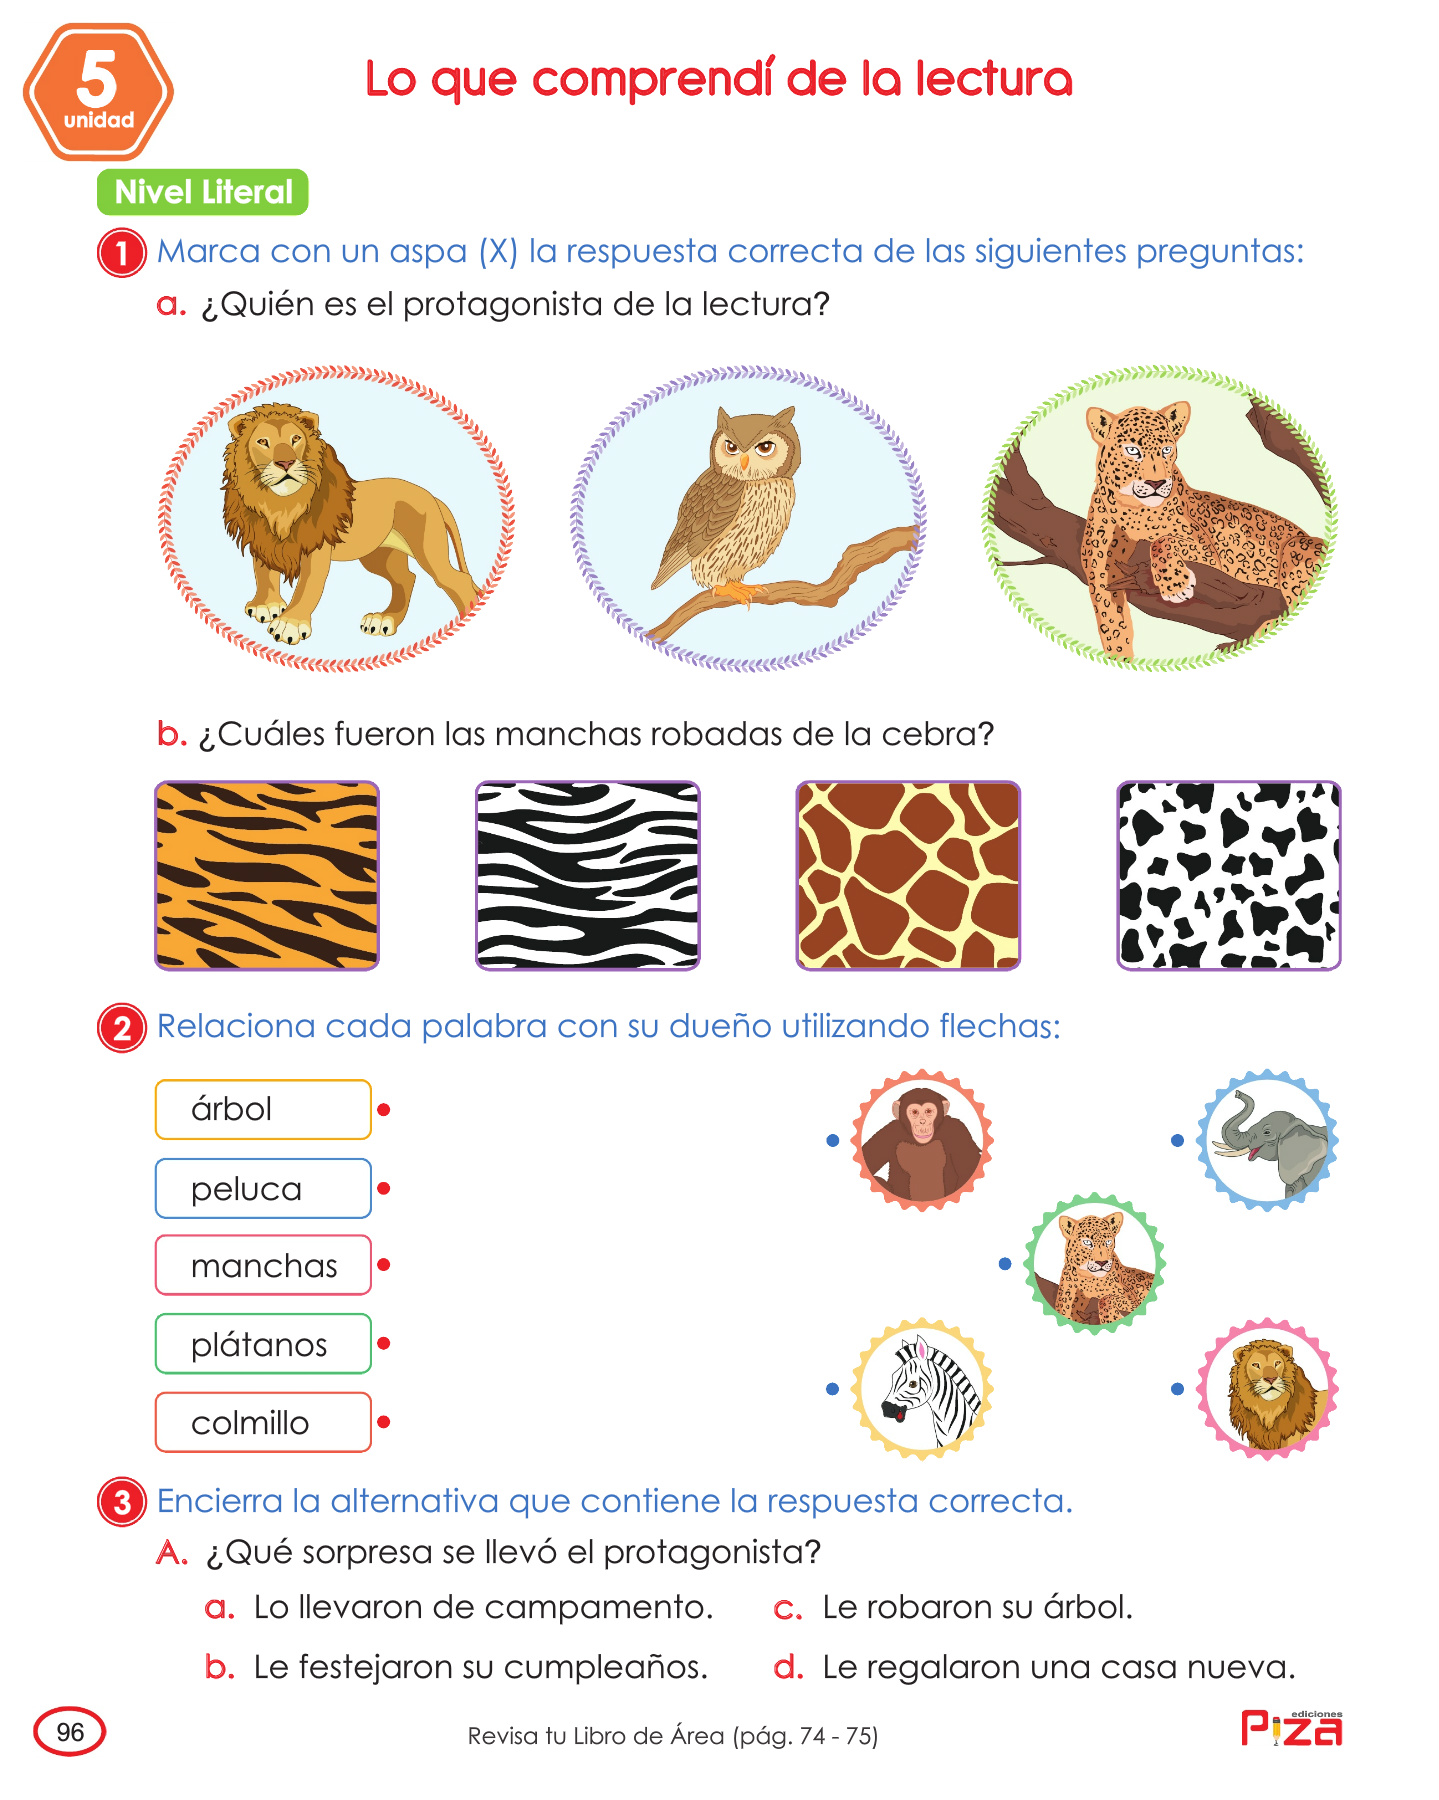 5
unidad
Lo que comprendí de la lectura
Nivel Literal
1 Marca con un aspa (X) la respuesta correcta de las siguientes preguntas:
a. ¿Quién es el protagonista de la lectura?
b. ¿Cuáles fueron las manchas robadas de la cebra?
2 Relaciona cada palabra con su dueño utilizando flechas:
árbol
peluca
manchas
plátanos
colmillo
3 Encierra la alternativa que contiene la respuesta correcta.
A. ¿Qué sorpresa se llevó el protagonista?
a. Lo llevaron de campamento.
c. Le robaron su árbol.
b. Le festejaron su cumpleaños.
d. Le regalaron una casa nueva.
96
Revisa tu Libro de Área (pág. 74 - 75)
ediciones
Piza